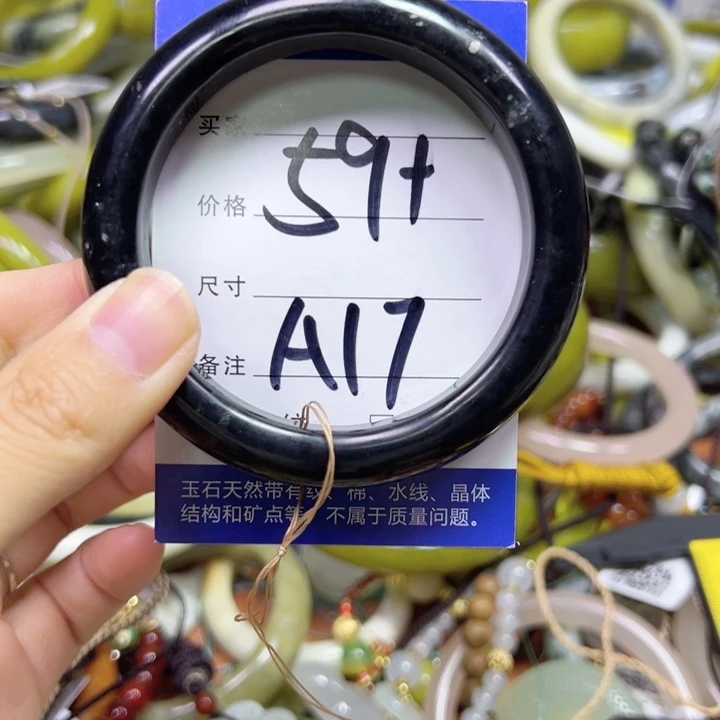 买家
59+
价格
尺寸
A17
备注
玉石天然带有纹、棉、水线、晶体
结构和矿点等，不属于质量问题。